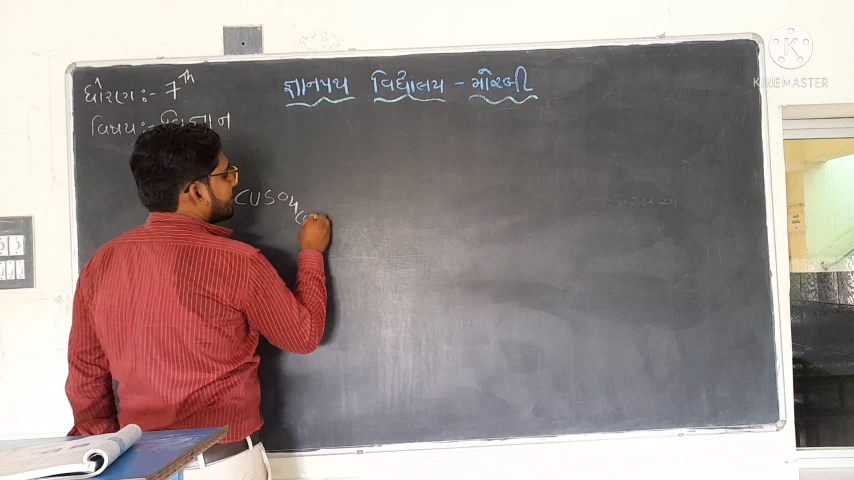 ધોરણ :- 7th
જ્ઞાનપથ વિદ્યાલય - મોરબી
વિષય :- વિજ્ઞાન
CUSO4
KINEMASTER